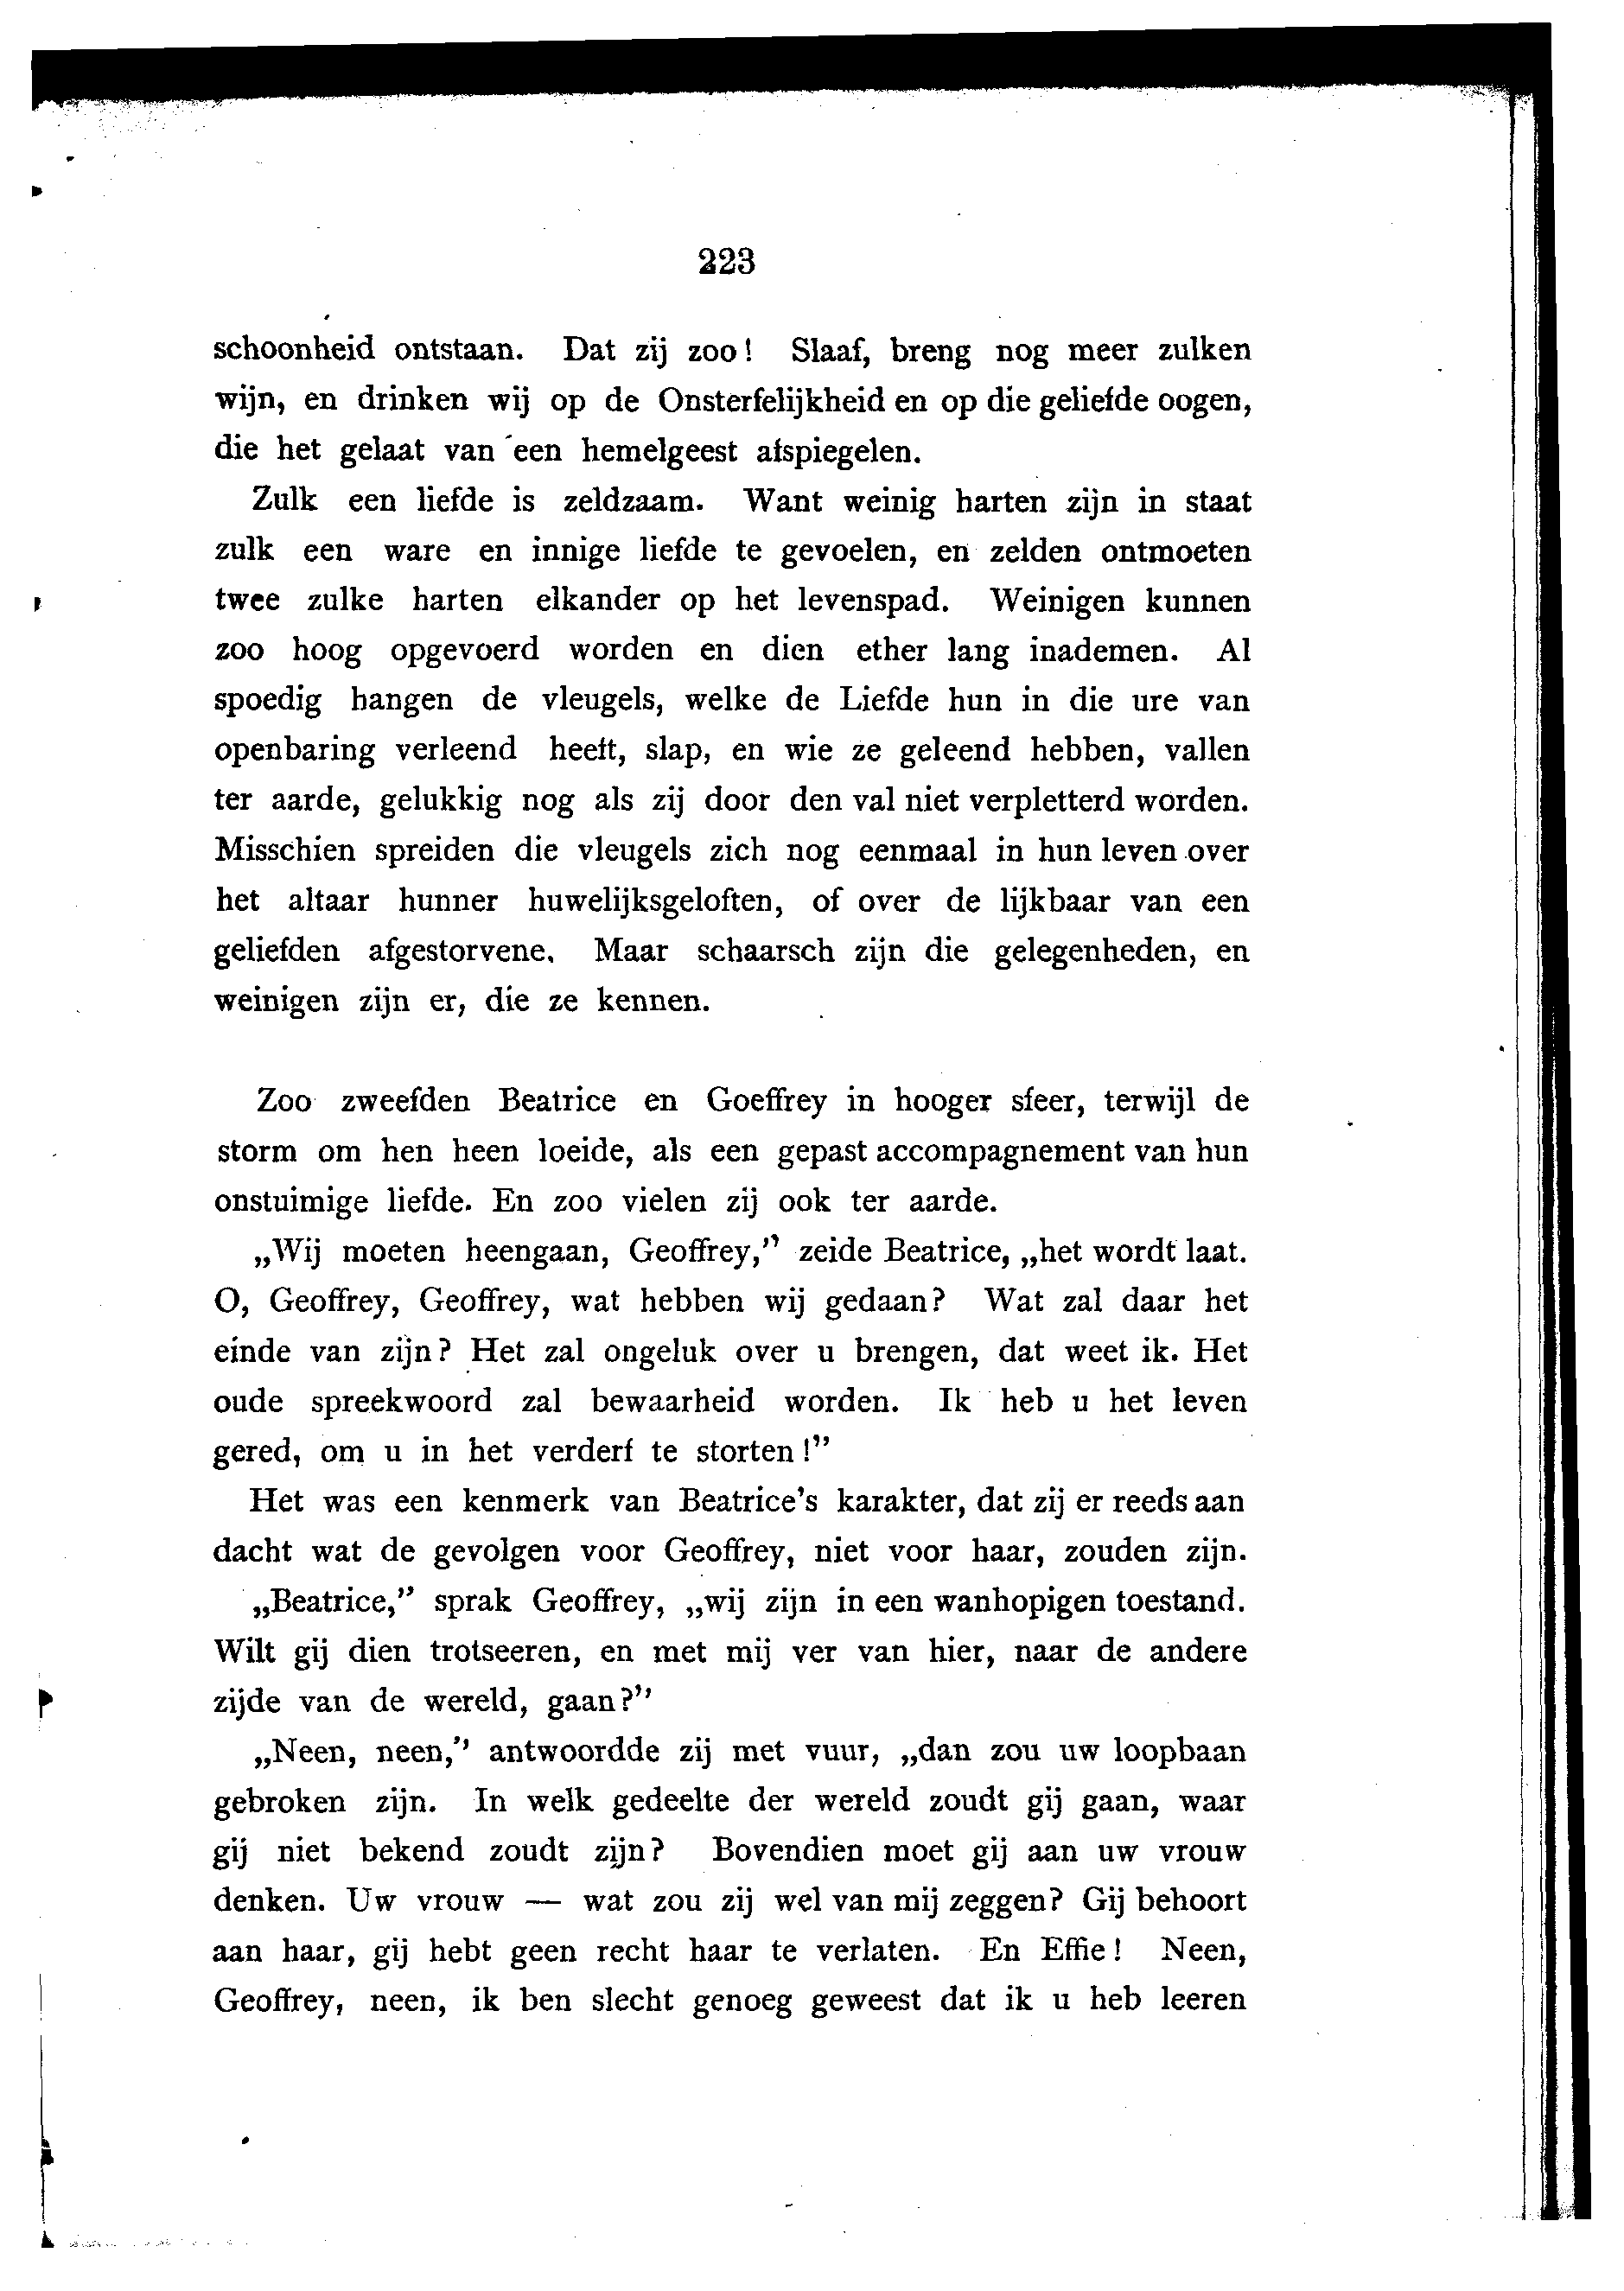 223
schoonheid ontstaan. Dat zij zoo! Slaaf, breng nog meer zulken
wijn, en drinken wij op de Onsterfelijkheid en op die geliefde oogen,
die het gelaat van een hemelgeest afspiegelen.
Zulk een liefde is zeldzaam. Want weinig harten zijn in staat
zulk een ware en innige liefde te gevoelen, en zelden ontmoeten
twee zulke harten elkander op het levenspad. Weinigen kunnen
zoo hoog opgevoerd worden en dien ether lang inademen. Al
spoedig hangen de vleugels, welke de Liefde hun in die ure van
openbaring verleend heeft, slap, en wie ze geleend hebben, vallen
ter aarde, gelukkig nog als zij door den val niet verpletterd worden.
Misschien spreiden die vleugels zich nog eenmaal in hun leven over
het altaar hunner huwelijksgeloften, of over de lijkbaar van een
geliefden afgestorvene. Maar schaarsch zijn die gelegenheden, en
weinigen zijn er, die ze kennen.
Zoo zweefden Beatrice en Goeffrey in hooger sfeer, terwijl de
storm om hen heen loeide, als een gepast accompagnement van hun
onstuimige liefde. En zoo vielen zij ook ter aarde.
„Wij moeten heengaan, Geoffrey,” zeide Beatrice, „het wordt laat.
O, Geoffrey, Geoffrey, wat hebben wij gedaan? Wat zal daar het
einde van zijn? Het zal ongeluk over u brengen, dat weet ik. Het
oude spreekwoord zal bewaarheid worden. Ik heb u het leven
gered, om u in het verderf te storten!”
Het was een kenmerk van Beatrice's karakter, dat zij er reeds aan
dacht wat de gevolgen voor Geoffrey, niet voor haar, zouden zijn.
„Beatrice,” sprak Geoffrey, „wij zijn in een wanhopigen toestand.
Wilt gij dien trotseeren, en met mij ver van hier, naar de andere
zijde van de wereld, gaan?”
„Neen, neen,” antwoordde zij met vuur, „dan zou uw loopbaan
gebroken zijn. In welk gedeelte der wereld zoudt gij gaan, waar
gij niet bekend zoudt zijn? Bovendien moet gij aan uw vrouw
denken. Uw vrouw — wat zou zij wel van mij zeggen? Gij behoort
aan haar, gij hebt geen recht haar te verlaten. En Effie! Neen,
Geoffrey, neen, ik ben slecht genoeg geweest dat ik u heb leeren